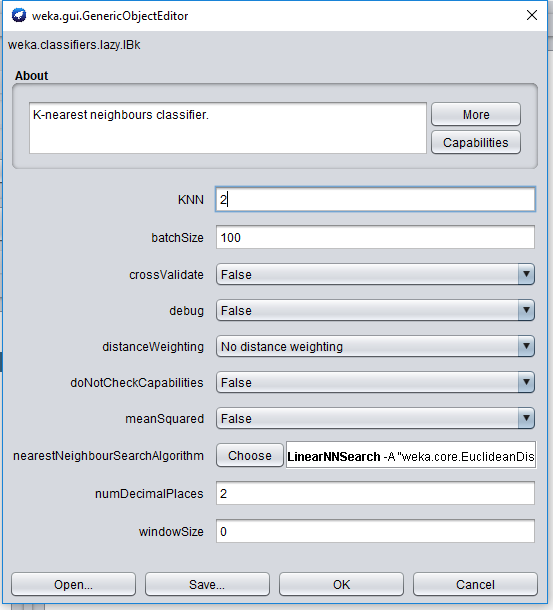 weka.gui.GenericObjectEditor
weka.classifiers.lazy.IBk
About
K-nearest neighbours classifier.
More
Capabilities
KNN 2
batchSize 100
crossValidate False
debug False
distanceWeighting No distance weighting
doNotCheckCapabilities False
meanSquared False
nearestNeighbourSearchAlgorithm Choose LinearNNSearch -A "weka.core.EuclideanDis
numDecimalPlaces 2
windowSize 0
Open... Save... OK Cancel